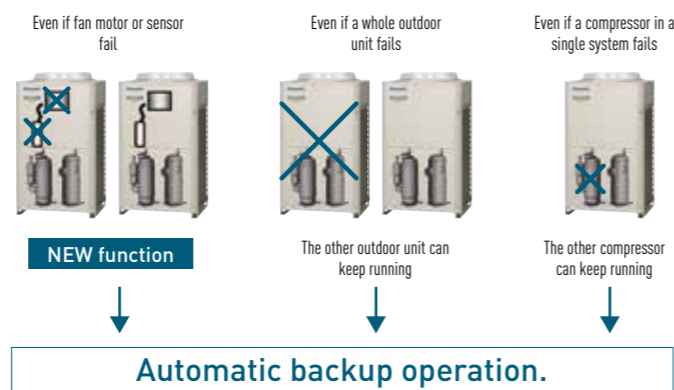 Even if fan motor or sensor
fail
Even if a whole outdoor
unit fails
Even if a compressor in a
single system fails
NEW function
The other outdoor unit can
keep running
The other compressor
can keep running
Automatic backup operation.